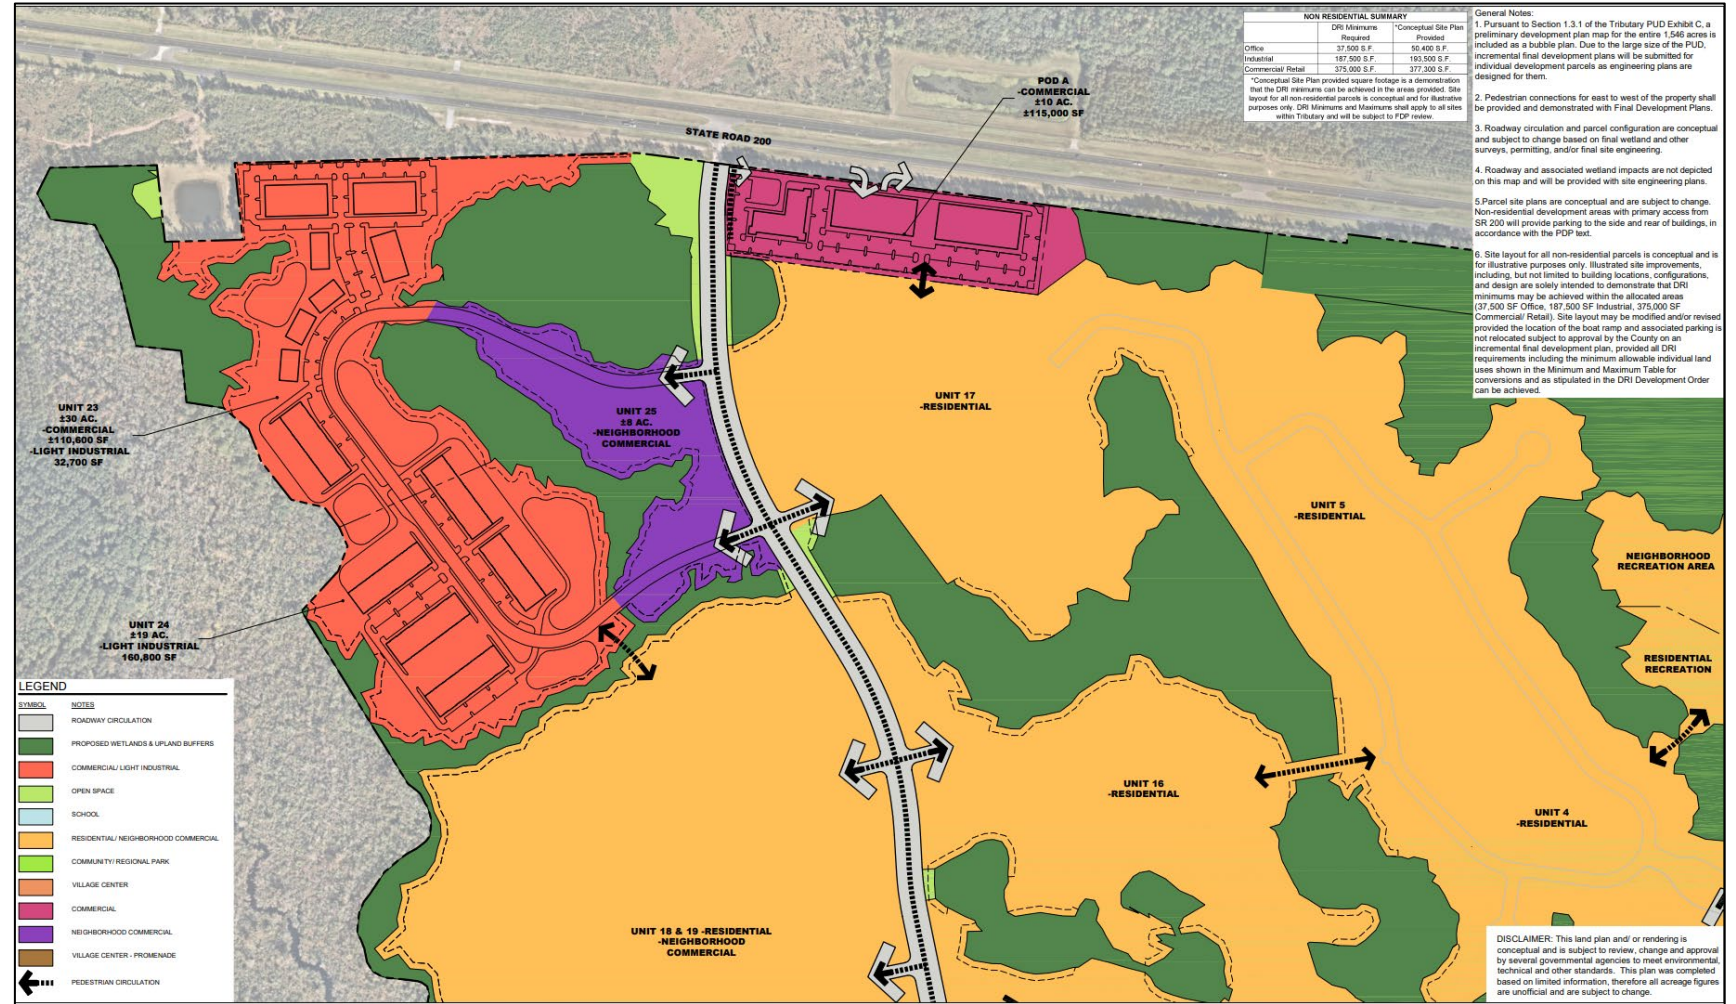 NON RESIDENTIAL SUMMARY
DRI Minimums Required
*Conceptual Site Plan Provided
Office 37,500 S.F. 50,400 S.F.
Industrial 187,500 S.F. 193,500 S.F.
Commercial/ Retail 375,000 S.F. 377,300 S.F.
*Conceptual Site Plan provided square footage is a demonstration
that the DRI minimums can be achieved in the areas provided. Site
layout for all non-residential parcels is conceptual and for illustrative
purposes only. DRI Minimums and Maximums shall apply to all sites
within Tributary and will be subject to FDP review.
General Notes:
1. Pursuant to Section 1.3.1 of the Tributary PUD Exhibit C, a
preliminary development plan map for the entire 1,546 acres is
included as a bubble plan. Due to the large size of the PUD,
incremental final development plans will be submitted for
individual development parcels as engineering plans are
designed for them.
2. Pedestrian connections for east to west of the property shall
be provided and demonstrated with Final Development Plans.
3. Roadway circulation and parcel configuration are conceptual
and subject to change based on final wetland and other
surveys, permitting, and/or final site engineering.
4. Roadway and associated wetland impacts are not depicted
on this map and will be provided with site engineering plans.
5.Parcel site plans are conceptual and are subject to change.
Non-residential development areas with primary access from
SR 200 will provide parking to the side and rear of buildings, in
accordance with the PDP text.
6. Site layout for all non-residential parcels is conceptual and is
for illustrative purposes only. Illustrated site improvements,
including, but not limited to building locations, configurations,
and design are solely intended to demonstrate that DRI
minimums may be achieved within the allocated areas
(37,500 SF Office, 187,500 SF Industrial, 375,000 SF
Commercial/ Retail). Site layout may be modified and/or revised
provided the location of the boat ramp and associated parking is
not relocated subject to approval by the County on an
incremental final development plan, provided all DRI
requirements including the minimum allowable individual land
uses shown in the Minimum and Maximum Table for
conversions and as stipulated in the DRI Development Order
can be achieved.
POD A
-COMMERCIAL
±10 AC.
±115,000 SF
STATE ROAD 200
UNIT 23
±30 AC.
-COMMERCIAL
±110,600 SF
-LIGHT INDUSTRIAL
32,700 SF
UNIT 25
±8 AC.
-NEIGHBORHOOD
COMMERCIAL
UNIT 17
-RESIDENTIAL
UNIT 5
-RESIDENTIAL
NEIGHBORHOOD
RECREATION AREA
UNIT 24
±19 AC.
-LIGHT INDUSTRIAL
160,800 SF
RESIDENTIAL
RECREATION
UNIT 16
-RESIDENTIAL
UNIT 4
-RESIDENTIAL
UNIT 18 & 19 -RESIDENTIAL
-NEIGHBORHOOD
COMMERCIAL
LEGEND
SYMBOL NOTES
ROADWAY CIRCULATION
PROPOSED WETLANDS & UPLAND BUFFERS
COMMERCIAL/ LIGHT INDUSTRIAL
OPEN SPACE
SCHOOL
RESIDENTIAL/ NEIGHBORHOOD COMMERCIAL
COMMUNITY/ REGIONAL PARK
VILLAGE CENTER
COMMERCIAL
NEIGHBORHOOD COMMERCIAL
VILLAGE CENTER - PROMENADE
PEDESTRIAN CIRCULATION
DISCLAIMER: This land plan and/ or rendering is
conceptual and is subject to review, change and approval
by several governmental agencies to meet environmental,
technical and other standards. This plan was completed
based on limited information, therefore all acreage figures
are unofficial and are subject to change.